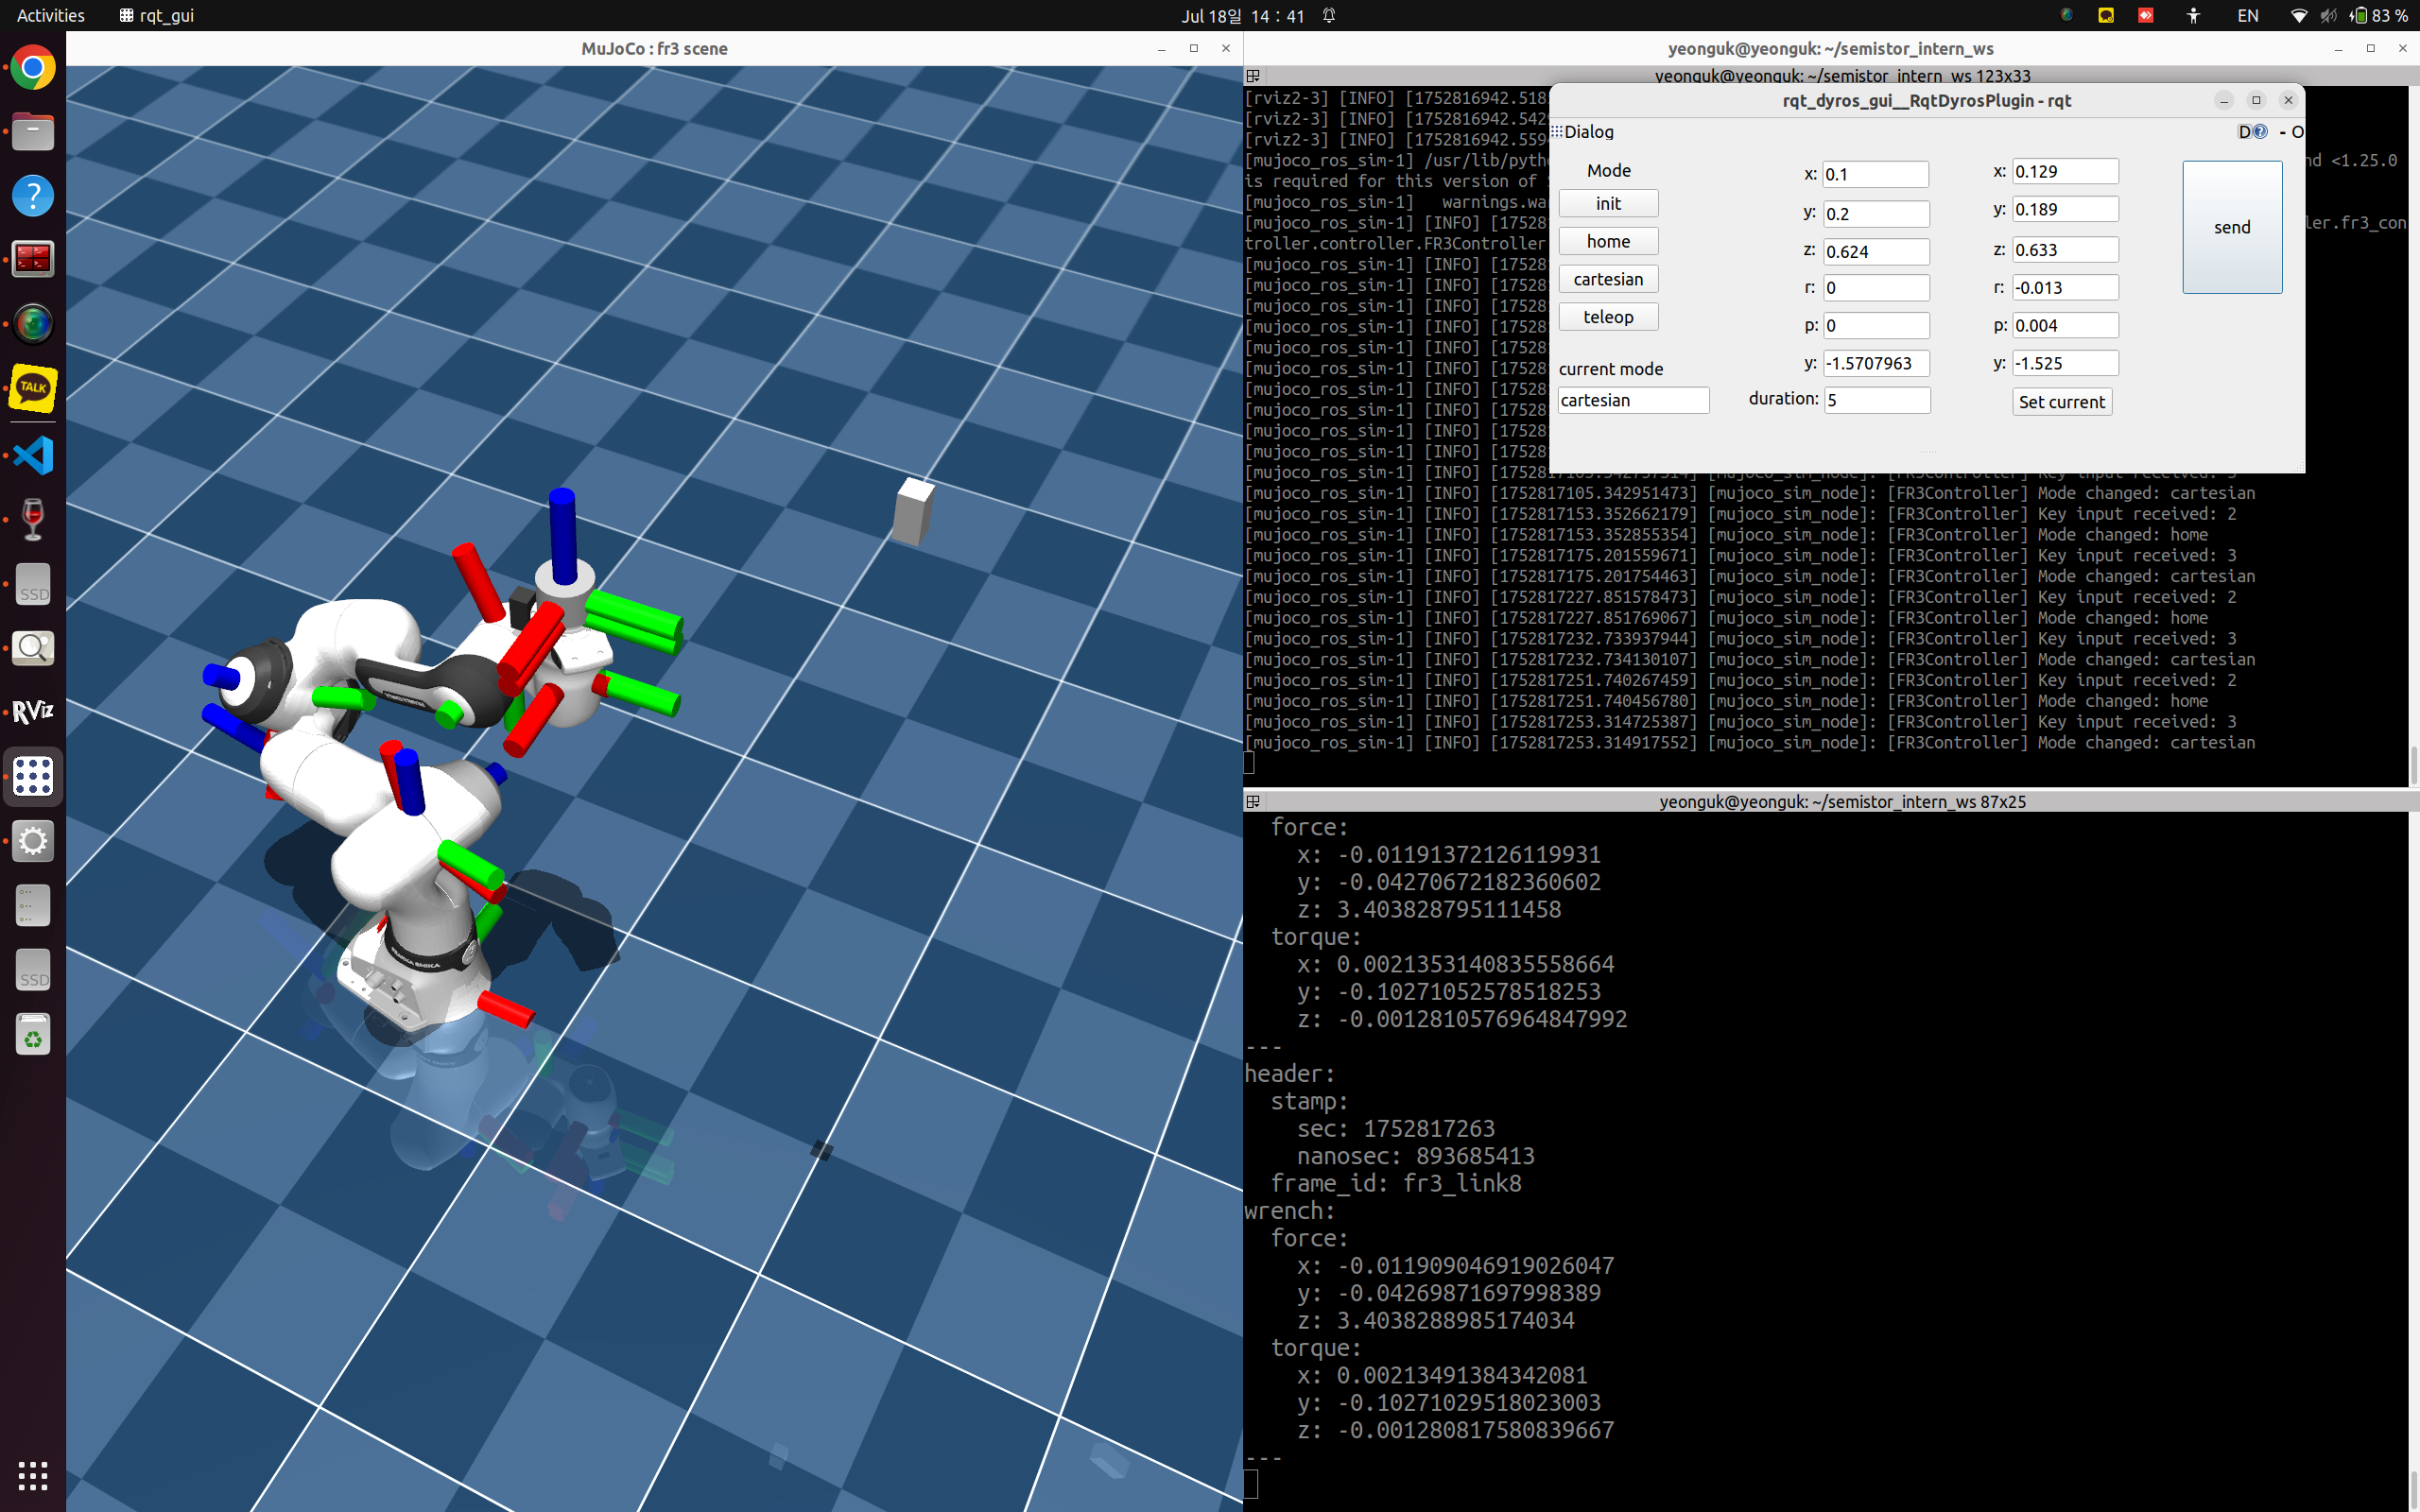 Activities
rqt_gui
Jul 18일 14 : 41
EN
83 %
MuJoCo : fr3 scene
yeonguk@yeonguk: ~/semistor_intern_ws
yeonguk@yeonguk: ~/semistor_intern_ws 123x33
[rviz2-3] [INFO] [1752816942.518
[rviz2-3] [INFO] [1752816942.542
[rviz2-3] [INFO] [1752816942.559
[mujoco_ros_sim-1] /usr/lib/pyth nd <1.25.0
is required for this version of
[mujoco_ros_sim-1]   warnings.wa
[mujoco_ros_sim-1] [INFO] [17528 ler.fr3_con
troller.controller.FR3Controller
[mujoco_ros_sim-1] [INFO] [17528
[mujoco_ros_sim-1] [INFO] [17528
[mujoco_ros_sim-1] [INFO] [17528
[mujoco_ros_sim-1] [INFO] [17528
[mujoco_ros_sim-1] [INFO] [17528
[mujoco_ros_sim-1] [INFO] [17528
[mujoco_ros_sim-1] [INFO] [17528
[mujoco_ros_sim-1] [INFO] [17528
[mujoco_ros_sim-1] [INFO] [17528
[mujoco_ros_sim-1] [INFO] [17528
[mujoco_ros_sim-1] [INFO]
[mujoco_ros_sim-1] [INFO] [1752817105.342951473] [mujoco_sim_node]: [FR3Controller] Mode changed: cartesian
[mujoco_ros_sim-1] [INFO] [1752817153.352662179] [mujoco_sim_node]: [FR3Controller] Key input received: 2
[mujoco_ros_sim-1] [INFO] [1752817153.352855354] [mujoco_sim_node]: [FR3Controller] Mode changed: home
[mujoco_ros_sim-1] [INFO] [1752817175.201559671] [mujoco_sim_node]: [FR3Controller] Key input received: 3
[mujoco_ros_sim-1] [INFO] [1752817175.201754463] [mujoco_sim_node]: [FR3Controller] Mode changed: cartesian
[mujoco_ros_sim-1] [INFO] [1752817227.851578473] [mujoco_sim_node]: [FR3Controller] Key input received: 2
[mujoco_ros_sim-1] [INFO] [1752817227.851769067] [mujoco_sim_node]: [FR3Controller] Mode changed: home
[mujoco_ros_sim-1] [INFO] [1752817232.733937944] [mujoco_sim_node]: [FR3Controller] Key input received: 3
[mujoco_ros_sim-1] [INFO] [1752817232.734130107] [mujoco_sim_node]: [FR3Controller] Mode changed: cartesian
[mujoco_ros_sim-1] [INFO] [1752817251.740267459] [mujoco_sim_node]: [FR3Controller] Key input received: 2
[mujoco_ros_sim-1] [INFO] [1752817251.740456780] [mujoco_sim_node]: [FR3Controller] Mode changed: home
[mujoco_ros_sim-1] [INFO] [1752817253.314725387] [mujoco_sim_node]: [FR3Controller] Key input received: 3
[mujoco_ros_sim-1] [INFO] [1752817253.314917552] [mujoco_sim_node]: [FR3Controller] Mode changed: cartesian
rqt_dyros_gui__RqtDyrosPlugin - rqt
Dialog
D - O
Mode
init
home
cartesian
teleop
current mode
cartesian
x: 0.1
y: 0.2
z: 0.624
r: 0
p: 0
y: -1.5707963
duration: 5
x: 0.129
y: 0.189
z: 0.633
r: -0.013
p: 0.004
y: -1.525
Set current
send
yeonguk@yeonguk: ~/semistor_intern_ws 87x25
force:
x: -0.01191372126119931
y: -0.04270672182360602
z: 3.403828795111458
torque:
x: 0.0021353140835558664
y: -0.10271052578518253
z: -0.0012810576964847992
---
header:
stamp:
sec: 1752817263
nanosec: 893685413
frame_id: fr3_link8
wrench:
force:
x: -0.011909046919026047
y: -0.04269871697998389
z: 3.4038288985174034
torque:
x: 0.00213491384342081
y: -0.10271029518023003
z: -0.001280817580839667
---
TALK
SSD
RViz
SSD